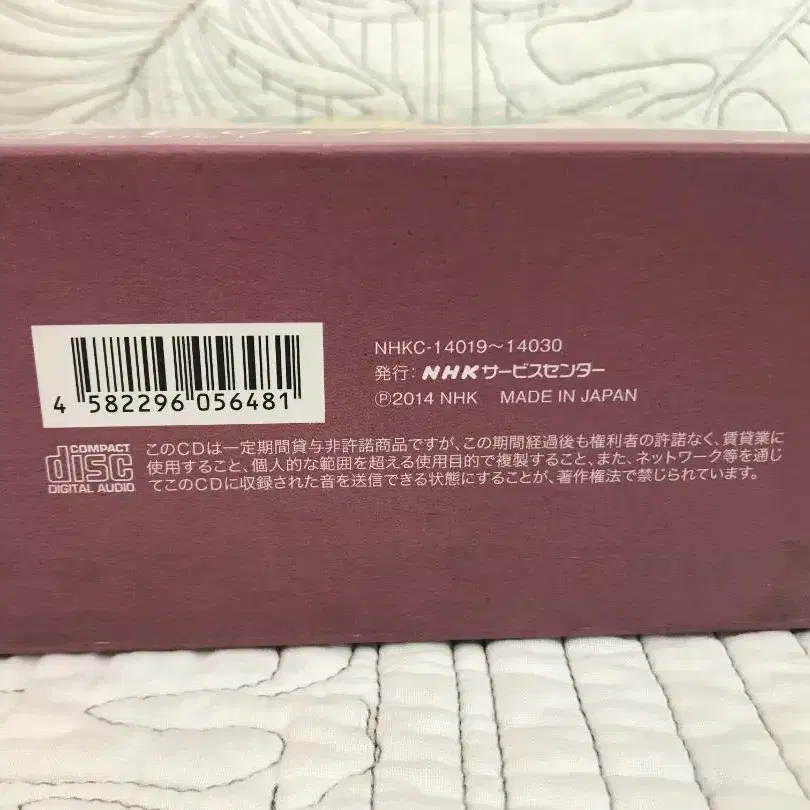 NHKC-14019〜14030
発行：NHKサービスセンター
Ⓟ2014 NHK MADE IN JAPAN
4 582296 056481
COMPACT
disc
DIGITAL AUDIO
このCDは一定期間貸与非許諾商品ですが、この期間経過後も権利者の許諾なく、賃貸業に
使用すること、個人的な範囲を超える使用目的で複製すること、また、ネットワーク等を通じ
てこのCDに収録された音を送信できる状態にすることが、著作権法で禁じられています。